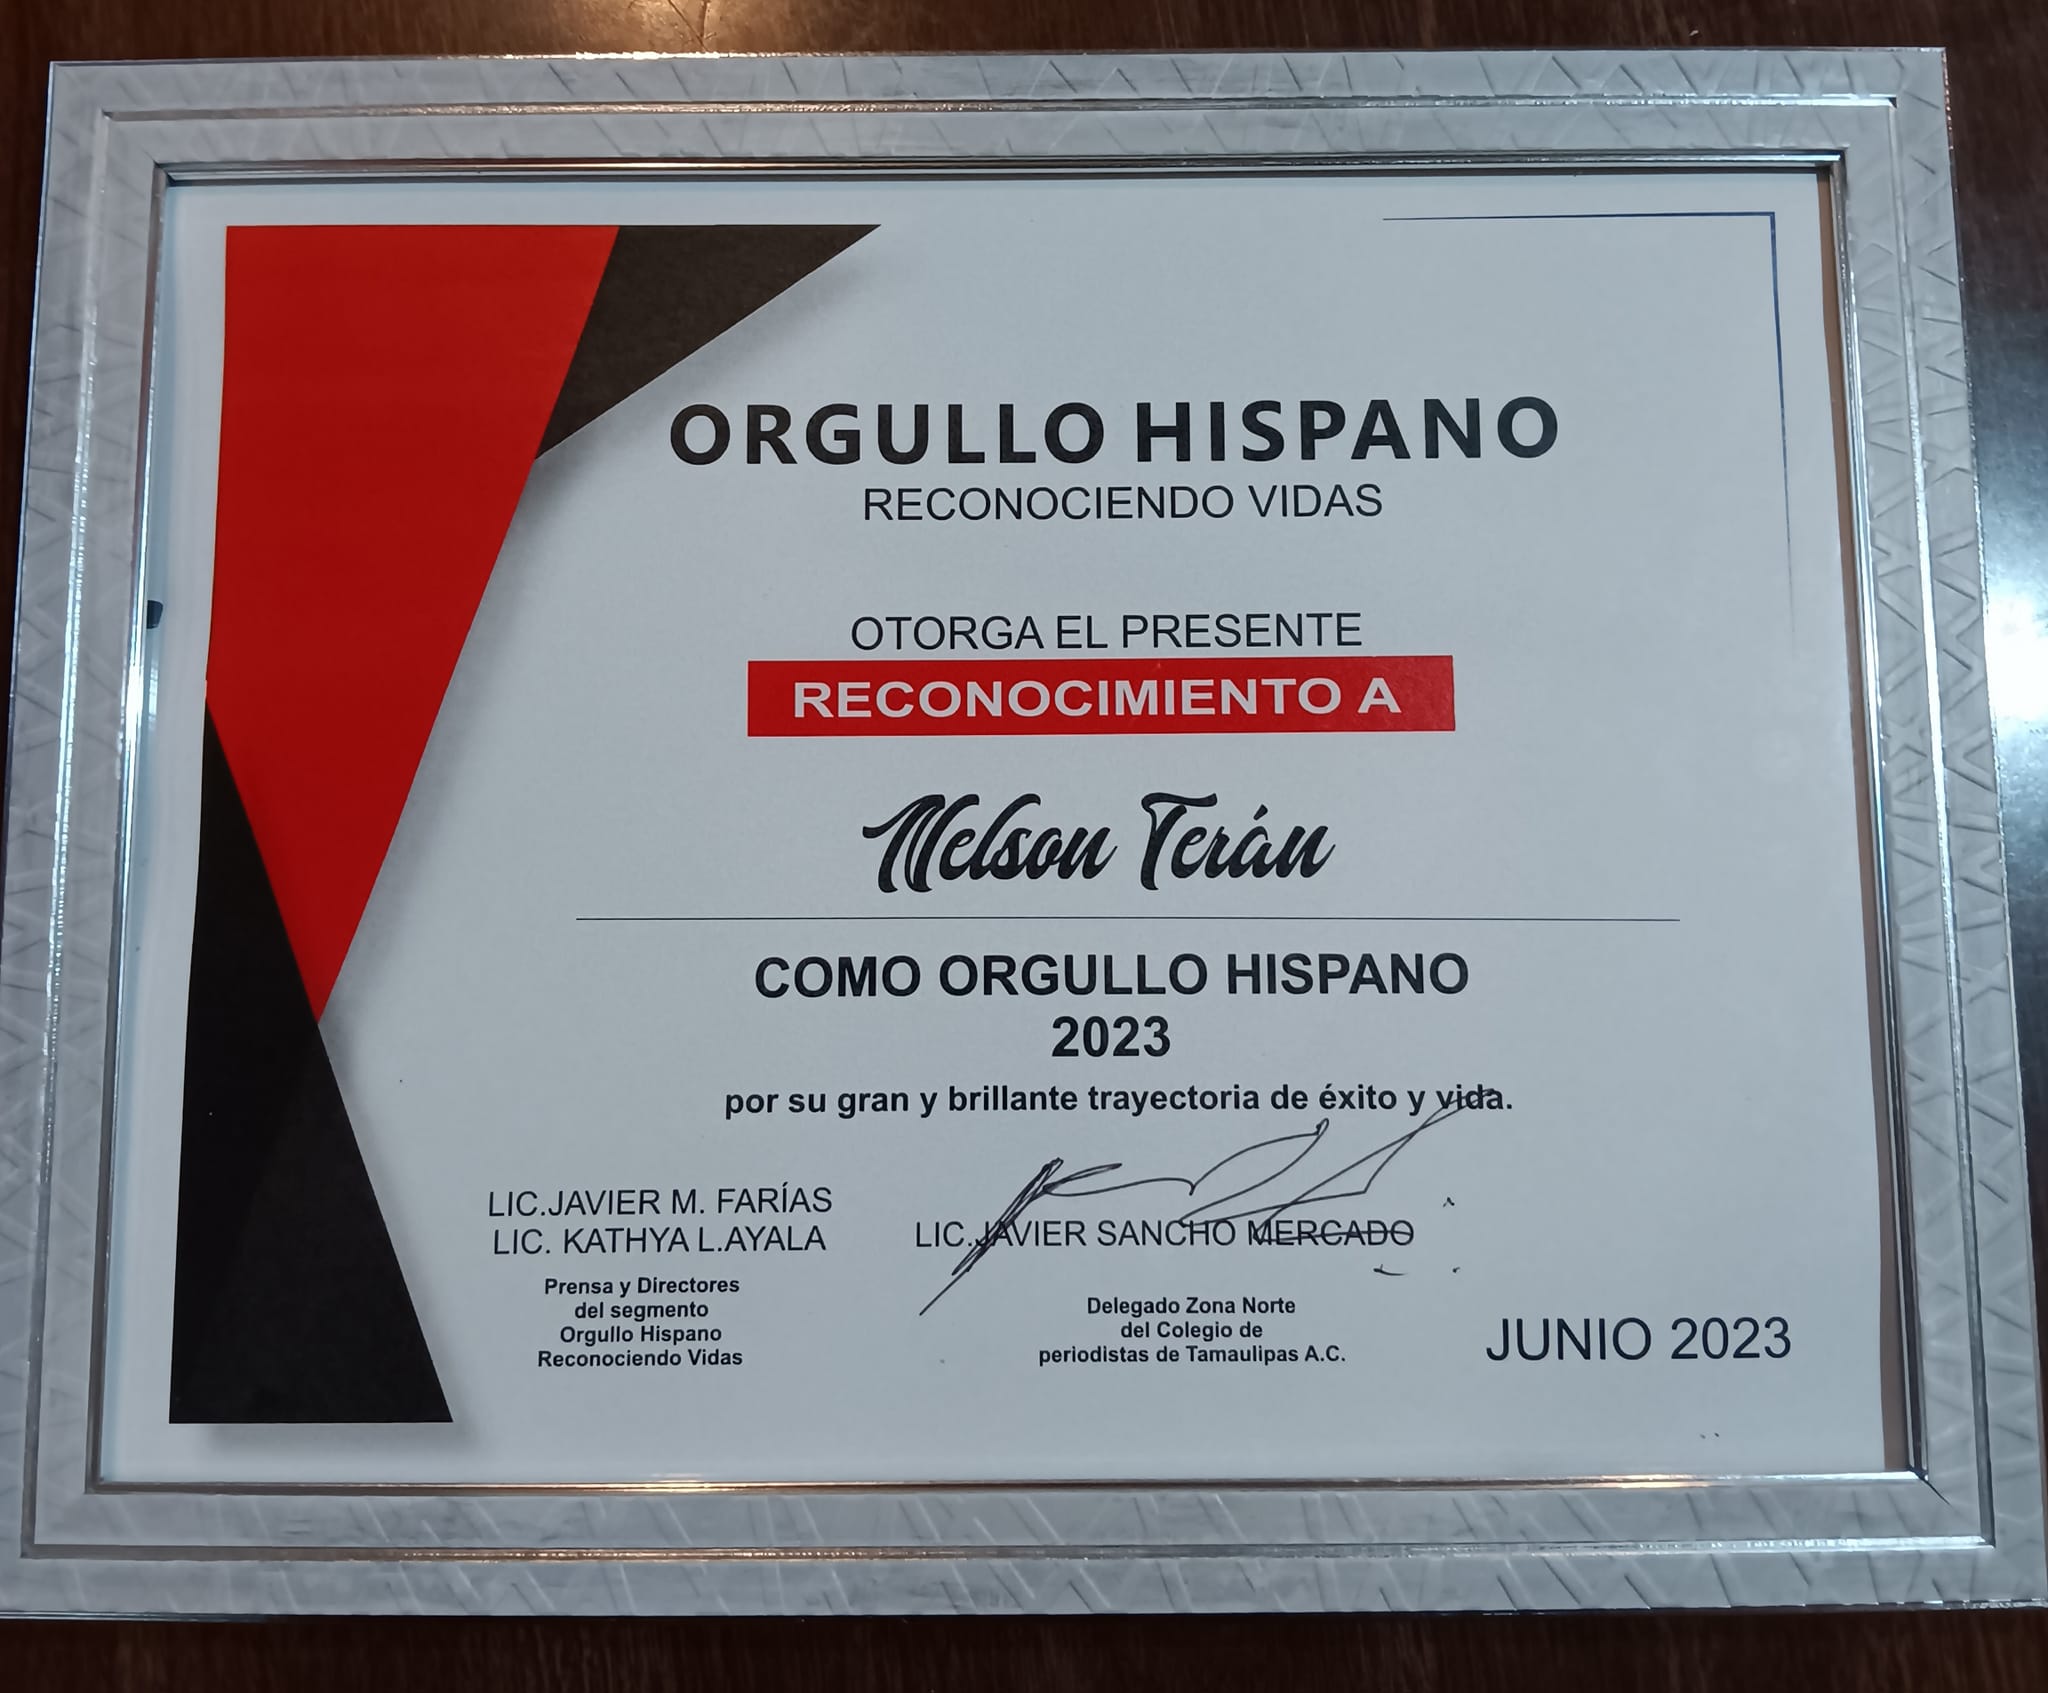 ORGULLO HISPANO
RECONOCIENDO VIDAS
OTORGA EL PRESENTE
RECONOCIMIENTO A
Nelson Terán
COMO ORGULLO HISPANO
2023
por su gran y brillante trayectoria de éxito y vida.
LIC.JAVIER M. FARÍAS
LIC. KATHYA L.AYALA
Prensa y Directores
del segmento
Orgullo Hispano
Reconociendo Vidas
LIC.JAVIER SANCHO MERCADO
Delegado Zona Norte
del Colegio de
periodistas de Tamaulipas A.C.
JUNIO 2023